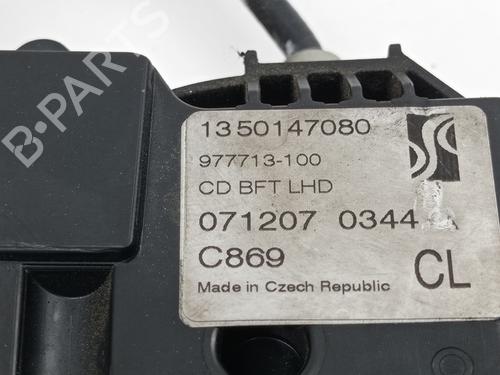 1350147080
977713-100
CD BFT LHD
071207 0344
C869
CL
Made in Czech Republic
B-PARTS